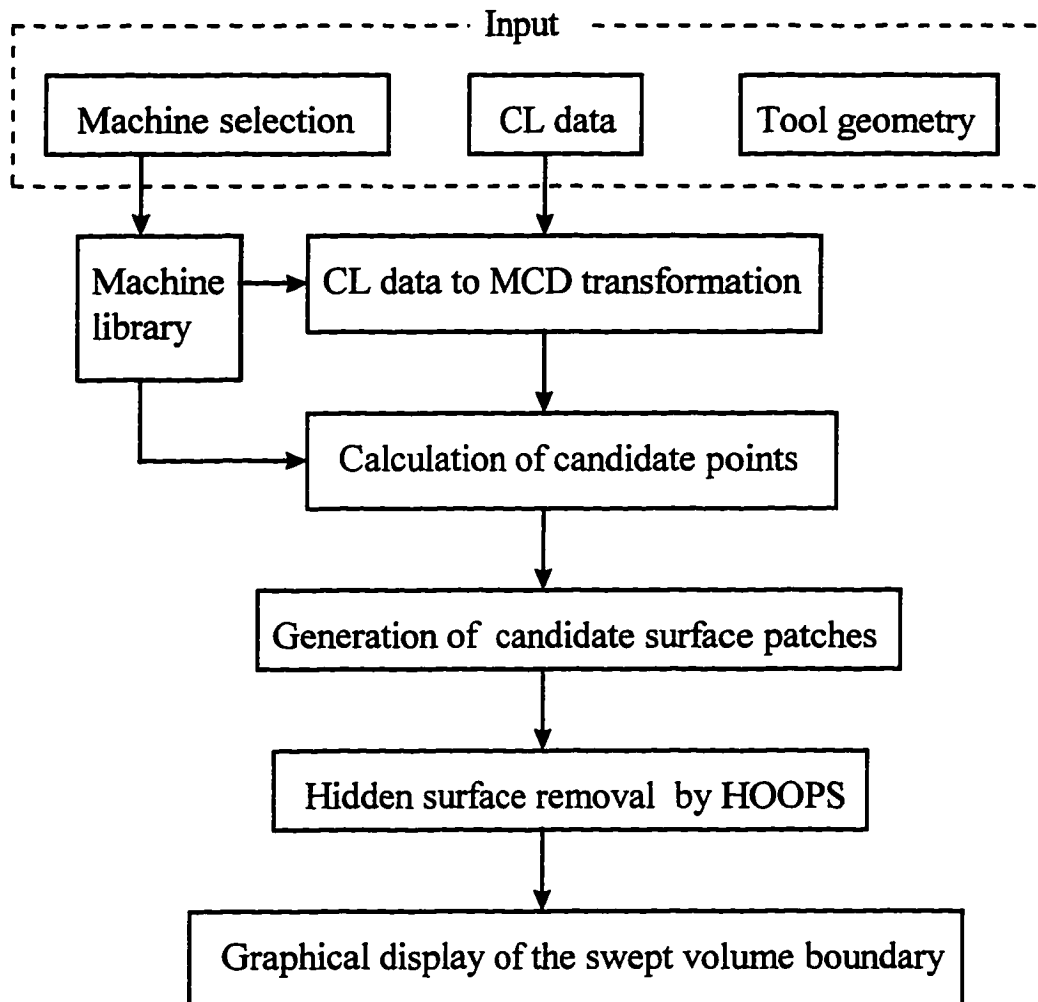 Input
Machine selection
CL data
Tool geometry
Machine
library
CL data to MCD transformation
Calculation of candidate points
Generation of candidate surface patches
Hidden surface removal by HOOPS
Graphical display of the swept volume boundary